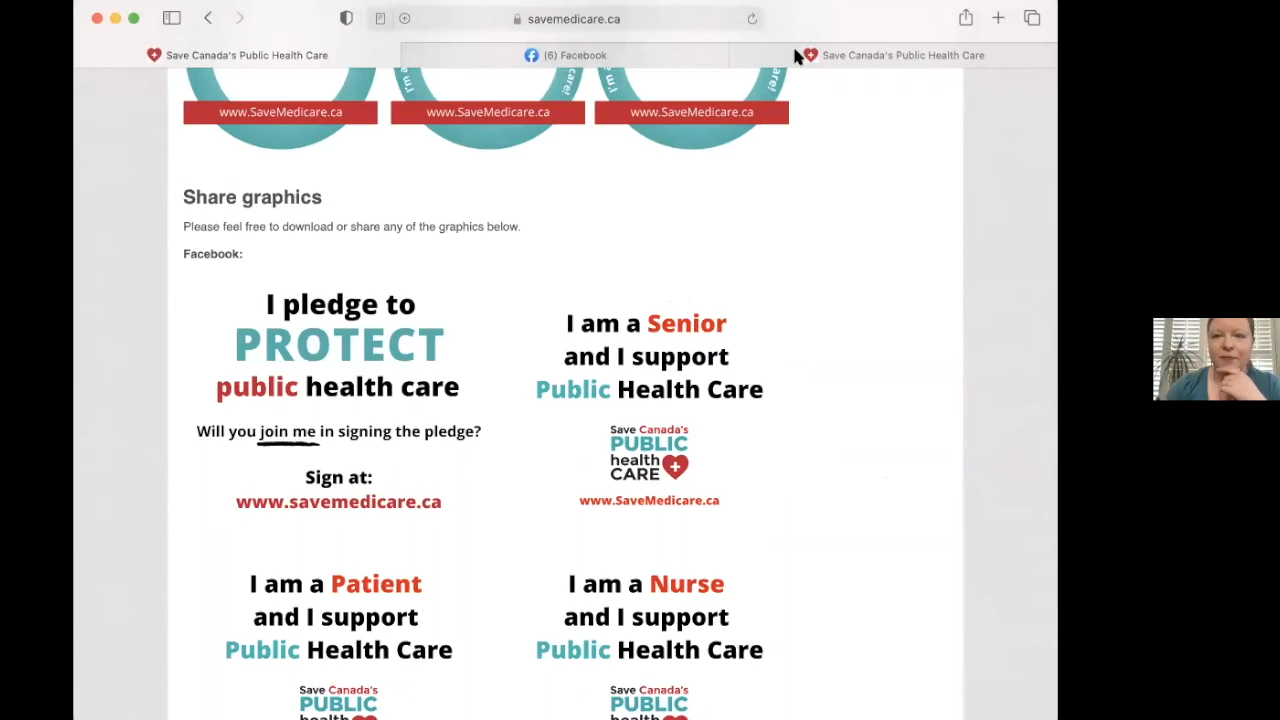 savemedicare.ca
Save Canada's Public Health Care
(6) Facebook
Save Canada's Public Health Care
I'm a
care!
I'm a
care!
www.SaveMedicare.ca
www.SaveMedicare.ca
www.SaveMedicare.ca
Share graphics
Please feel free to download or share any of the graphics below.
Facebook:
I pledge to
PROTECT
public health care
Will you join me in signing the pledge?
Sign at:
www.savemedicare.ca
I am a Senior
and I support
Public Health Care
Save Canada's
PUBLIC
health
CARE
www.SaveMedicare.ca
I am a Patient
and I support
Public Health Care
Save Canada's
PUBLIC
health
I am a Nurse
and I support
Public Health Care
Save Canada's
PUBLIC
health